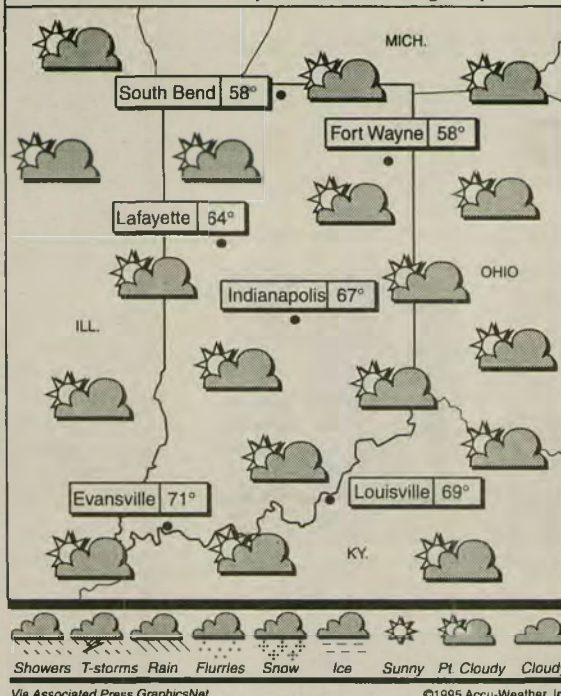 MICH.
South Bend 58°
Fort Wayne 58°
Lafayette 64°
OHIO
Indianapolis 67°
ILL.
Evansville 71°
Louisville 69°
KY.
Showers T-storms Rain Flurries Snow Ice Sunny Pt. Cloudy Cloudy
Via Associated Press GraphicsNet
©1995 Accu-Weather, In